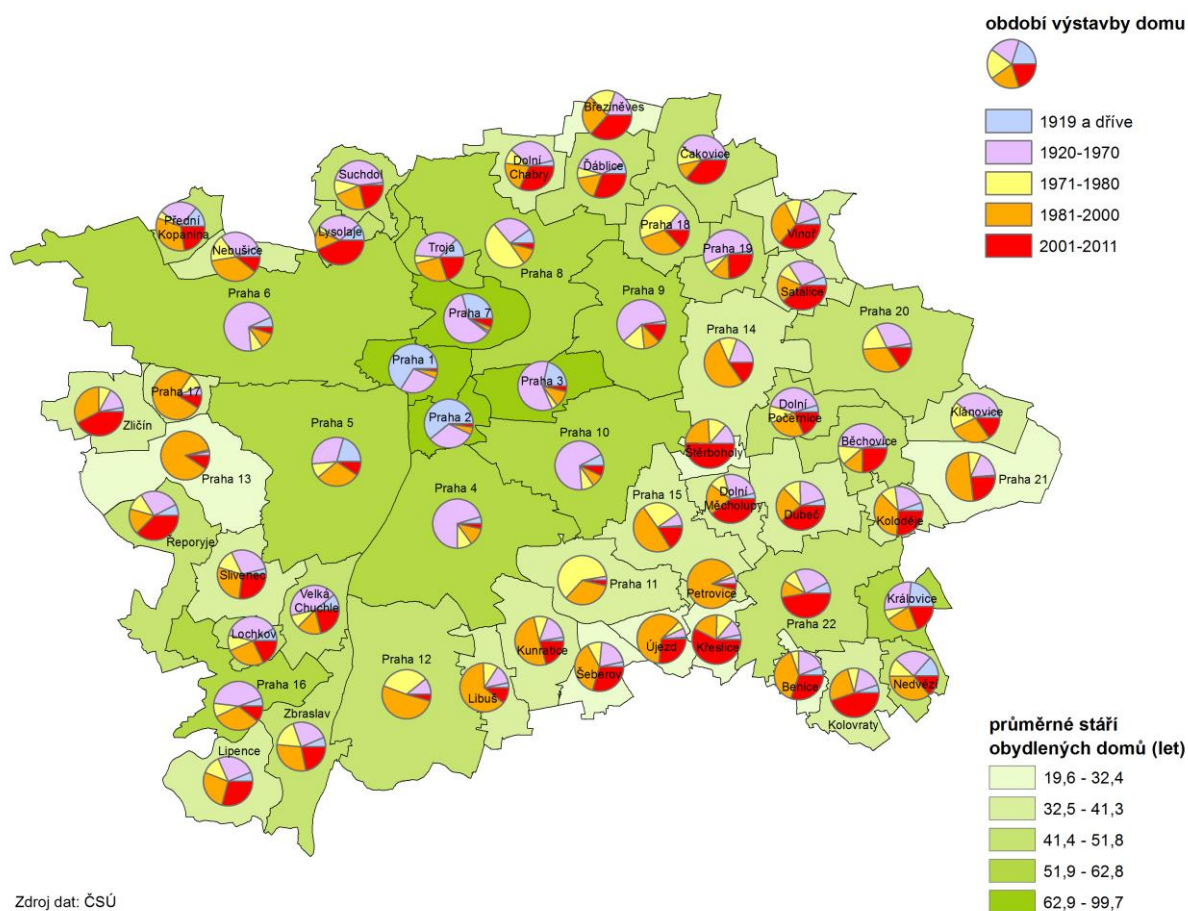 období výstavby domu
1919 a dříve
1920-1970
1971-1980
1981-2000
2001-2011
Březiněves
Čakovice
Dolní
Chabry
Ďáblice
Suchdol
Přední
Kopanina
Lysolaje
Nebušice
Troja
Praha 8
Praha 18
Praha 19
Vinoř
Satalice
Praha 6
Praha 7
Praha 9
Praha 20
Praha 14
Praha 1
Praha 3
Praha 17
Zličín
Praha 2
Dolní
Počernice
Klánovice
Praha 5
Praha 10
Štěrboholy
Běchovice
Praha 13
Praha 21
Praha 4
Praha 15
Dolní
Měcholupy
Dubeč
Koloděje
Řeporyje
Slivenec
Praha 11
Petrovice
Velká
Chuchle
Praha 22
Královice
Lochkov
Kunratice
Újezd
Křeslice
Šeberov
Praha 12
Libuš
Benice
Nedvězí
Kolovraty
Praha 16
Zbraslav
Lipence
průměrné stáří
obydlených domů (let)
19,6 - 32,4
32,5 - 41,3
41,4 - 51,8
51,9 - 62,8
62,9 - 99,7
Zdroj dat: ČSÚ